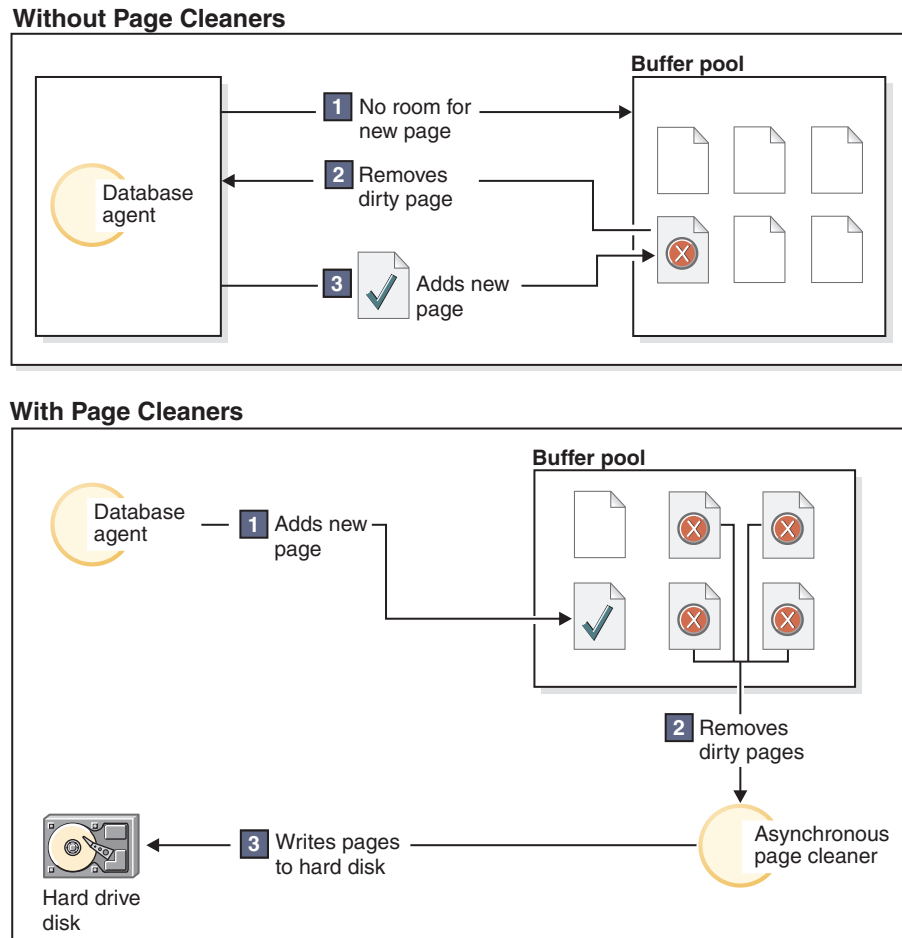 Without Page Cleaners
Buffer pool
1 No room for
new page
2 Removes
dirty page
Database
agent
3 Adds new
page
With Page Cleaners
Buffer pool
Database
agent
1 Adds new
page
2 Removes
dirty pages
3 Writes pages
to hard disk
Asynchronous
page cleaner
Hard drive
disk